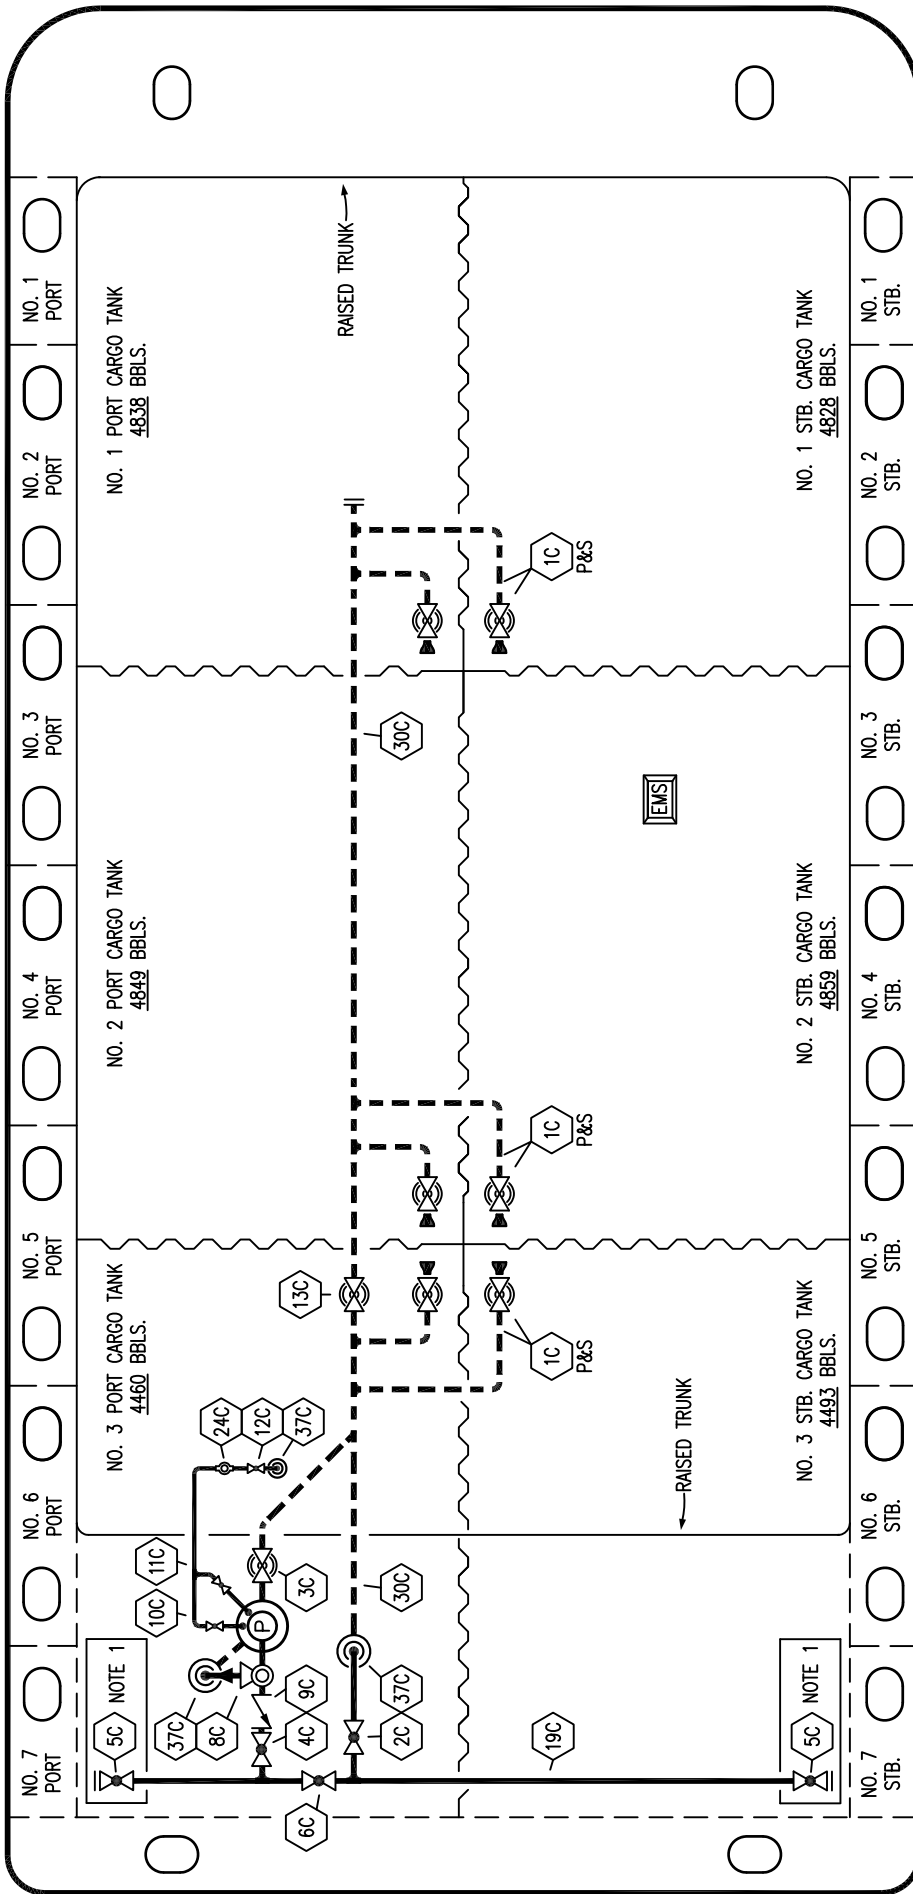 NO. 1
PORT
NO. 2
PORT
NO. 3
PORT
NO. 4
PORT
NO. 5
PORT
NO. 6
PORT
NO. 7
PORT
NO. 1 PORT CARGO TANK
4838 BBLS.
RAISED TRUNK
NO. 1 STB. CARGO TANK
4828 BBLS.
1C
P&S
30C
NO. 2 PORT CARGO TANK
4849 BBLS.
EMS
NO. 2 STB. CARGO TANK
4859 BBLS.
1C
P&S
NO. 3 PORT CARGO TANK
4460 BBLS.
13C
1C
P&S
NO. 3 STB. CARGO TANK
4493 BBLS.
24C
12C
37C
RAISED TRUNK
11C
10C
3C
30C
P
NOTE 1
5C
37C
8C
9C
4C
37C
2C
6C
19C
NOTE 1
5C
NO. 1
STB.
NO. 2
STB.
NO. 3
STB.
NO. 4
STB.
NO. 5
STB.
NO. 6
STB.
NO. 7
STB.